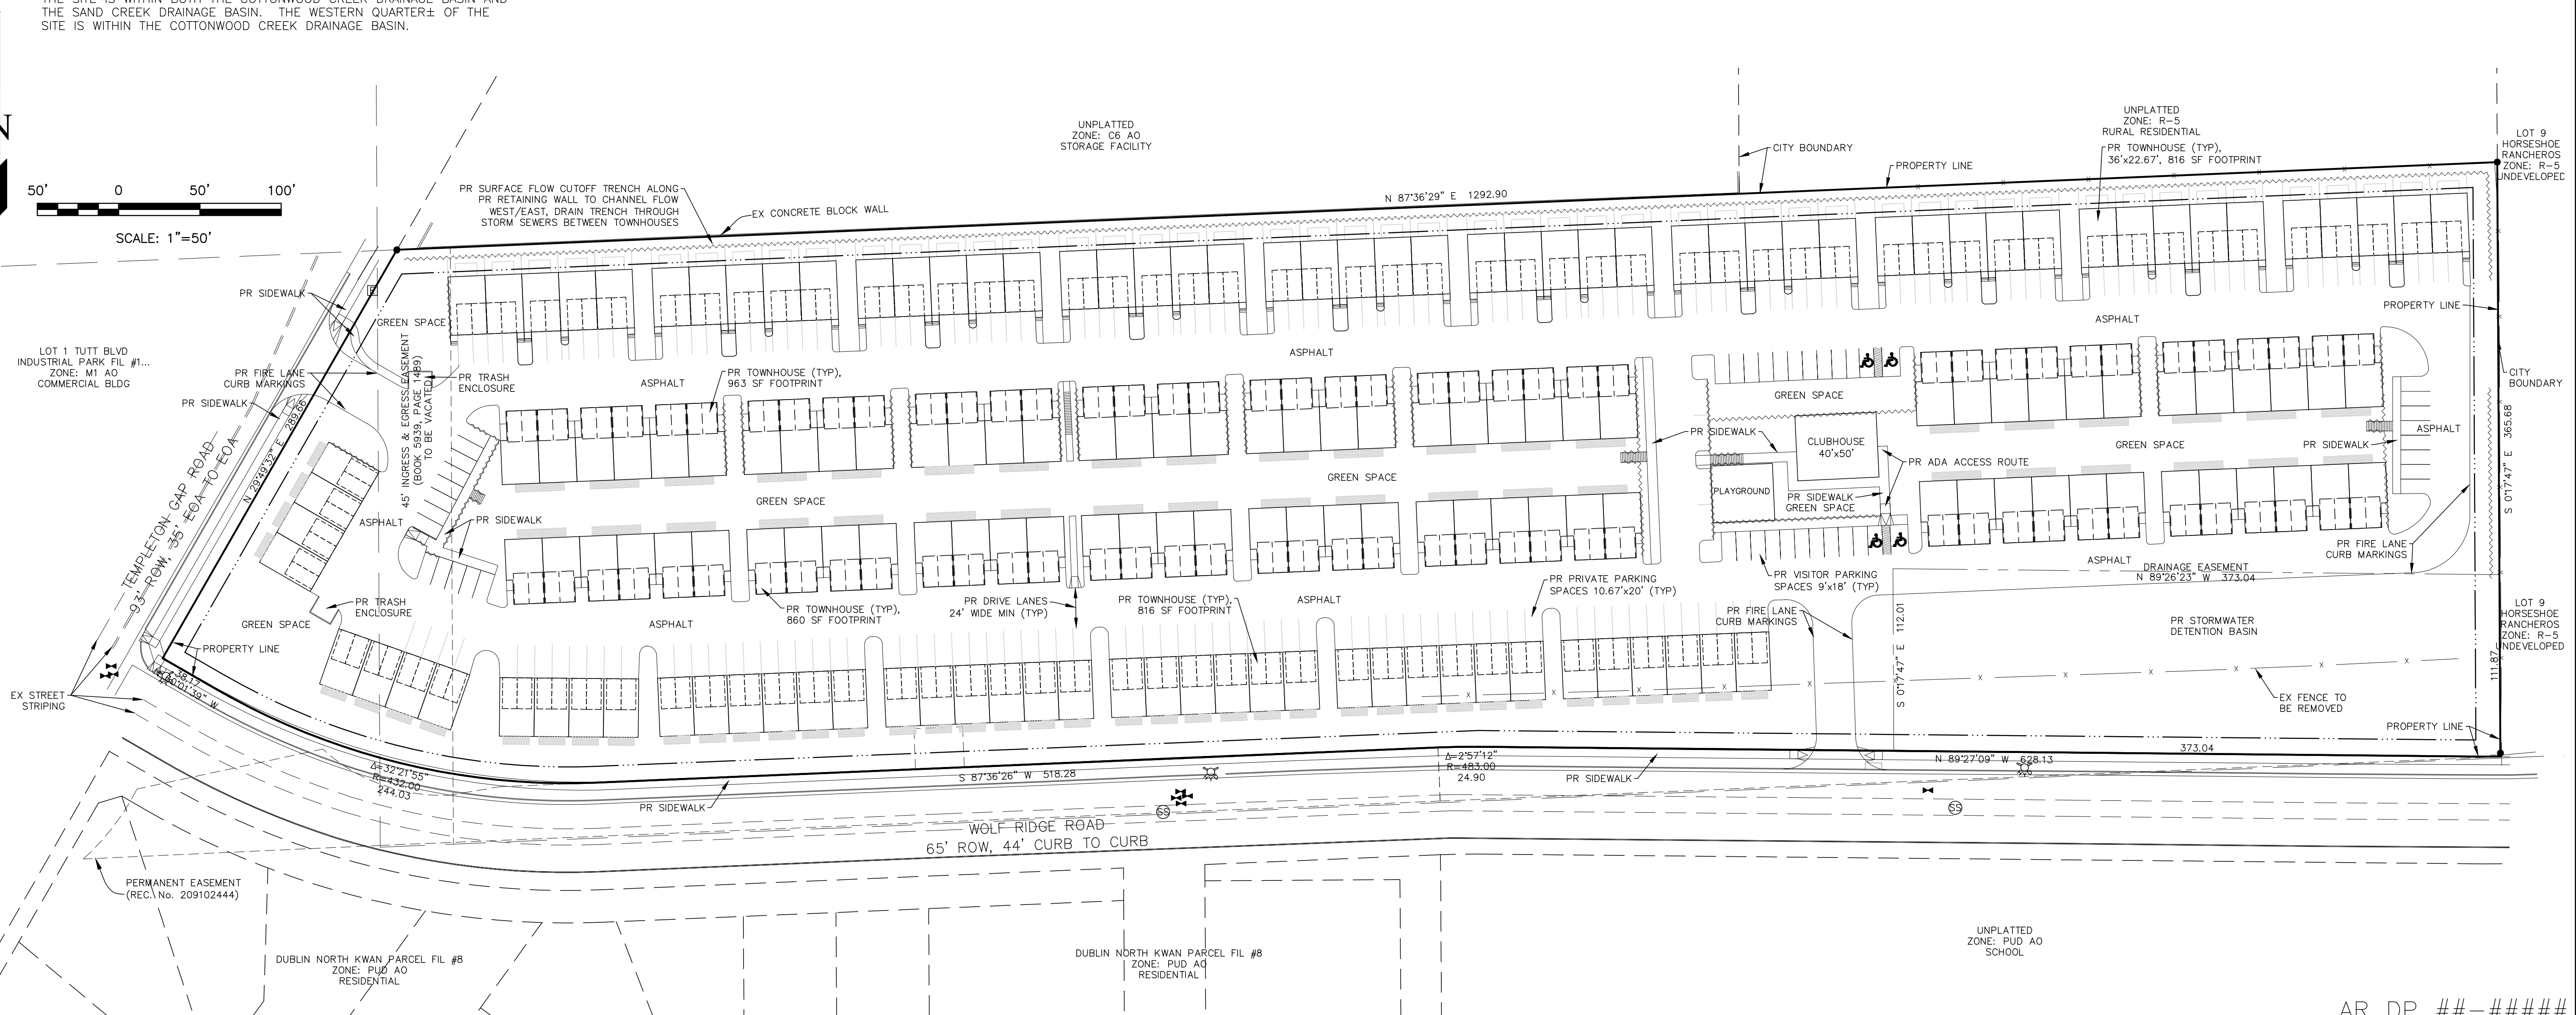 THE SITE IS WITHIN BOTH THE COTTONWOOD CREEK DRAINAGE BASIN AND
THE SAND CREEK DRAINAGE BASIN. THE WESTERN QUARTER± OF THE
SITE IS WITHIN THE COTTONWOOD CREEK DRAINAGE BASIN.
N
50' 0 50' 100'
SCALE: 1"=50'
UNPLATTED
ZONE: C6 AO
STORAGE FACILITY
CITY BOUNDARY
PROPERTY LINE
UNPLATTED
ZONE: R-5
RURAL RESIDENTIAL
PR TOWNHOUSE (TYP),
36'x22.67', 816 SF FOOTPRINT
LOT 9
HORSESHOE
RANCHEROS
ZONE: R-5
UNDEVELOPED
PR SURFACE FLOW CUTOFF TRENCH ALONG
PR RETAINING WALL TO CHANNEL FLOW
WEST/EAST, DRAIN TRENCH THROUGH
STORM SEWERS BETWEEN TOWNHOUSES
EX CONCRETE BLOCK WALL
N 87°36'29" E 1292.90
PR SIDEWALK
E
GREEN SPACE
LOT 1 TUTT BLVD
INDUSTRIAL PARK FIL #1...
ZONE: M1 AO
COMMERCIAL BLDG
PR FIRE LANE
CURB MARKINGS
PR SIDEWALK
45' INGRESS & EGRESS EASEMENT
(BOOK 5939, PAGE 1489)
TO BE VACATED
PR TRASH
ENCLOSURE
ASPHALT
PR TOWNHOUSE (TYP),
963 SF FOOTPRINT
ASPHALT
ASPHALT
PROPERTY LINE
CITY
BOUNDARY
S 0°17'47" E 365.68
N 29°49'32" E 289.66
TEMPLETON GAP ROAD
93' ROW, 35' EOA TO EOA
GREEN SPACE
CLUBHOUSE
40'x50'
PR SIDEWALK
PR ADA ACCESS ROUTE
PLAYGROUND
PR SIDEWALK
GREEN SPACE
GREEN SPACE
PR SIDEWALK
ASPHALT
GREEN SPACE
GREEN SPACE
ASPHALT
PR SIDEWALK
PR FIRE LANE
CURB MARKINGS
ASPHALT
DRAINAGE EASEMENT
N 89°26'23" W 373.04
PR VISITOR PARKING
SPACES 9'x18' (TYP)
PR PRIVATE PARKING
SPACES 10.67'x20' (TYP)
PR TRASH
ENCLOSURE
GREEN SPACE
ASPHALT
PR TOWNHOUSE (TYP),
860 SF FOOTPRINT
PR DRIVE LANES
24' WIDE MIN (TYP)
PR TOWNHOUSE (TYP),
816 SF FOOTPRINT
ASPHALT
PR FIRE LANE
CURB MARKINGS
S 0°17'47" E 112.01
PR STORMWATER
DETENTION BASIN
LOT 9
HORSESHOE
RANCHEROS
ZONE: R-5
UNDEVELOPED
111.87
PROPERTY LINE
EX STREET
STRIPING
38.17
EX FENCE TO
BE REMOVED
PROPERTY LINE
Δ=32°21'55"
R=432.00
244.03
PR SIDEWALK
S 87°36'26" W 518.28
Δ=2°57'12"
R=483.00
24.90
PR SIDEWALK
N 89°27'09" W 628.13
373.04
SS
SS
WOLF RIDGE ROAD
65' ROW, 44' CURB TO CURB
PERMANENT EASEMENT
(REC. No. 209102444)
DUBLIN NORTH KWAN PARCEL FIL #8
ZONE: PUD AO
RESIDENTIAL
DUBLIN NORTH KWAN PARCEL FIL #8
ZONE: PUD AO
RESIDENTIAL
UNPLATTED
ZONE: PUD AO
SCHOOL
AR DP ##-#####